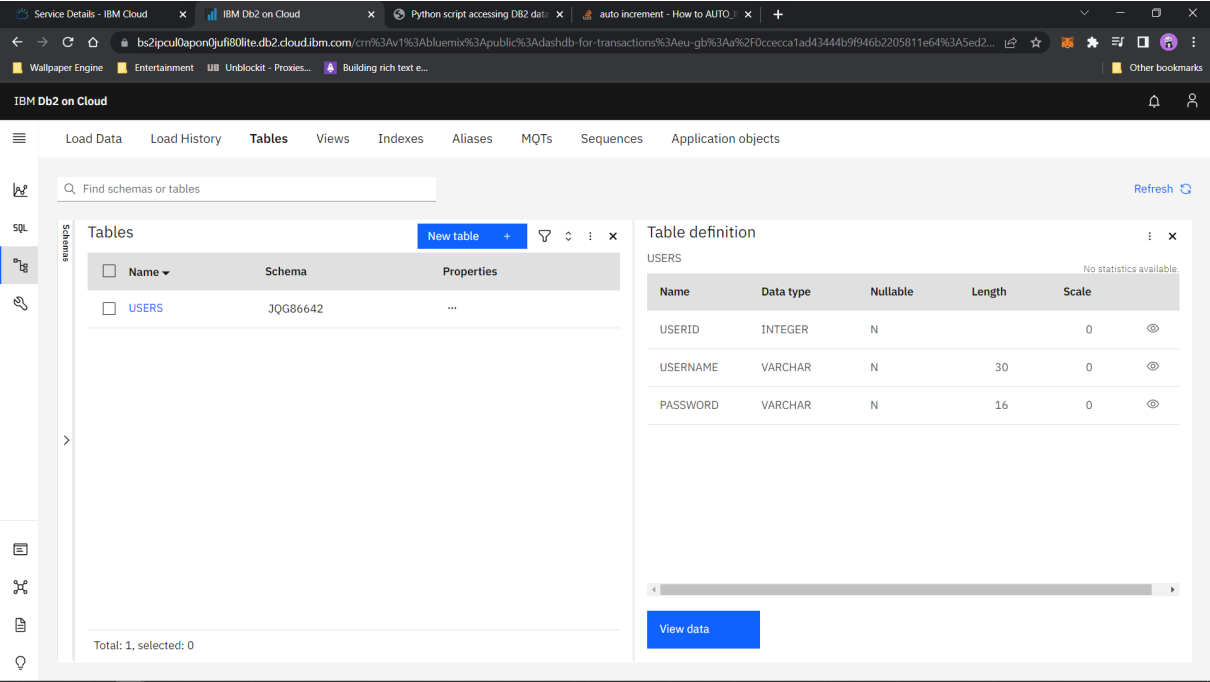 Service Details - IBM Cloud
IBM Db2 on Cloud
Python script accessing DB2 data
auto increment - How to AUTO_I
bs2ipcul0apon0jufi80lite.db2.cloud.ibm.com/crn%3Av1%3Abluemix%3Apublic%3Adashdb-for-transactions%3Aeu-gb%3Aa%2F0ccecca1ad43444b9f946b2205811e64%3A5ed2...
Wallpaper Engine
Entertainment
UB Unblockit - Proxies...
Building rich text e...
Other bookmarks
IBM Db2 on Cloud
Load Data Load History Tables Views Indexes Aliases MQTs Sequences Application objects
Find schemas or tables
Refresh
SQL
Schemas
Tables
New table +
Name Schema Properties
USERS JQG86642 ...
Total: 1, selected: 0
Table definition
USERS
No statistics available.
Name Data type Nullable Length Scale
USERID INTEGER N 0
USERNAME VARCHAR N 30 0
PASSWORD VARCHAR N 16 0
View data